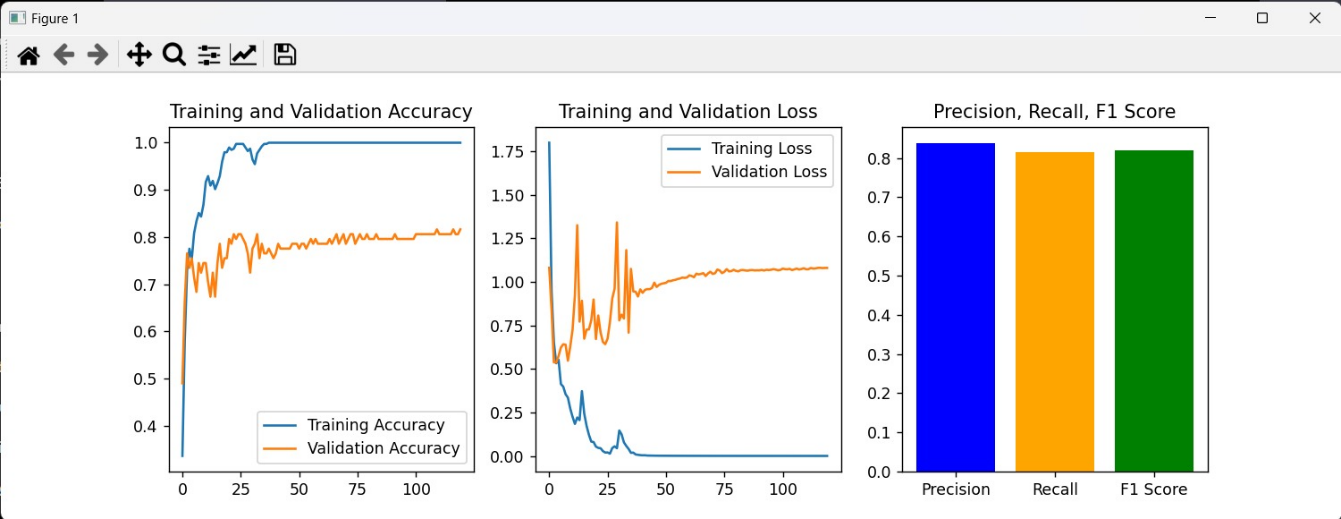 Figure 1
Training and Validation Accuracy
1.0
0.9
0.8
0.7
0.6
0.5
0.4
Training Accuracy
Validation Accuracy
0 25 50 75 100
Training and Validation Loss
1.75
1.50
1.25
1.00
0.75
0.50
0.25
0.00
Training Loss
Validation Loss
0 25 50 75 100
Precision, Recall, F1 Score
0.8
0.7
0.6
0.5
0.4
0.3
0.2
0.1
0.0
Precision Recall F1 Score